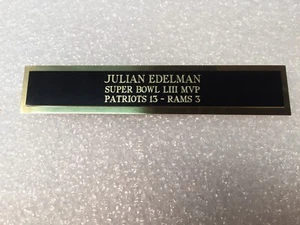 JULIAN EDELMAN
SUPER BOWL LIII MVP
PATRIOTS 13 - RAMS 3